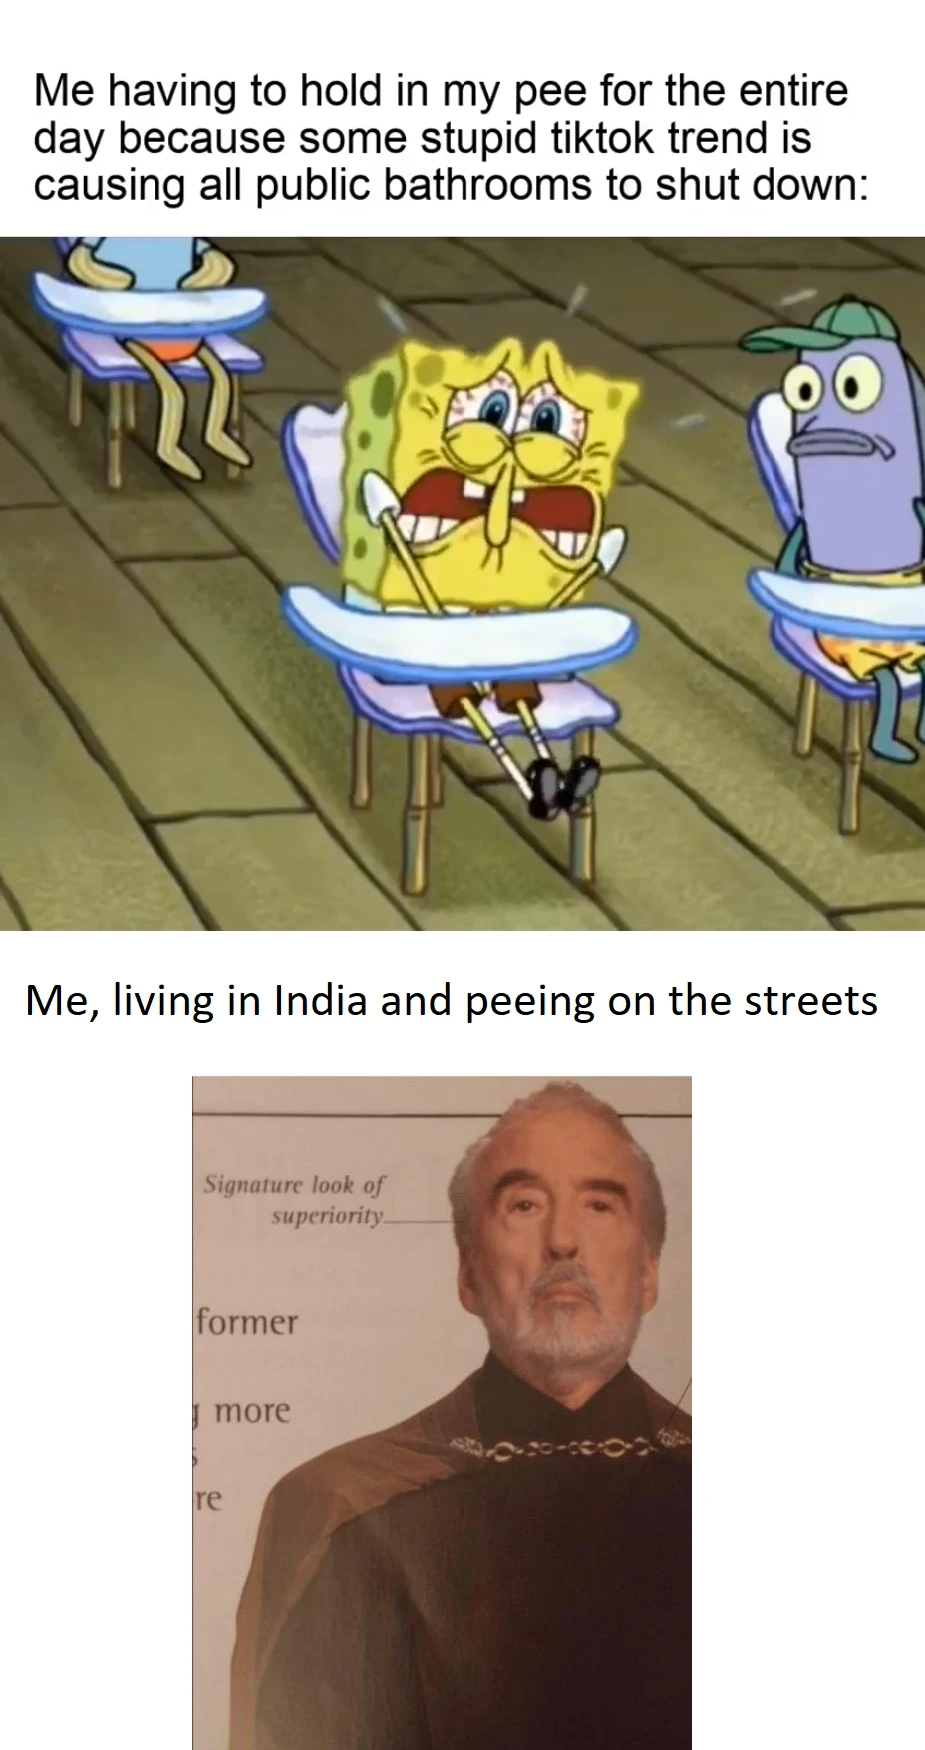 Me having to hold in my pee for the entire
day because some stupid tiktok trend is
causing all public bathrooms to shut down:
Me, living in India and peeing on the streets
Signature look of
superiority
former
more
re